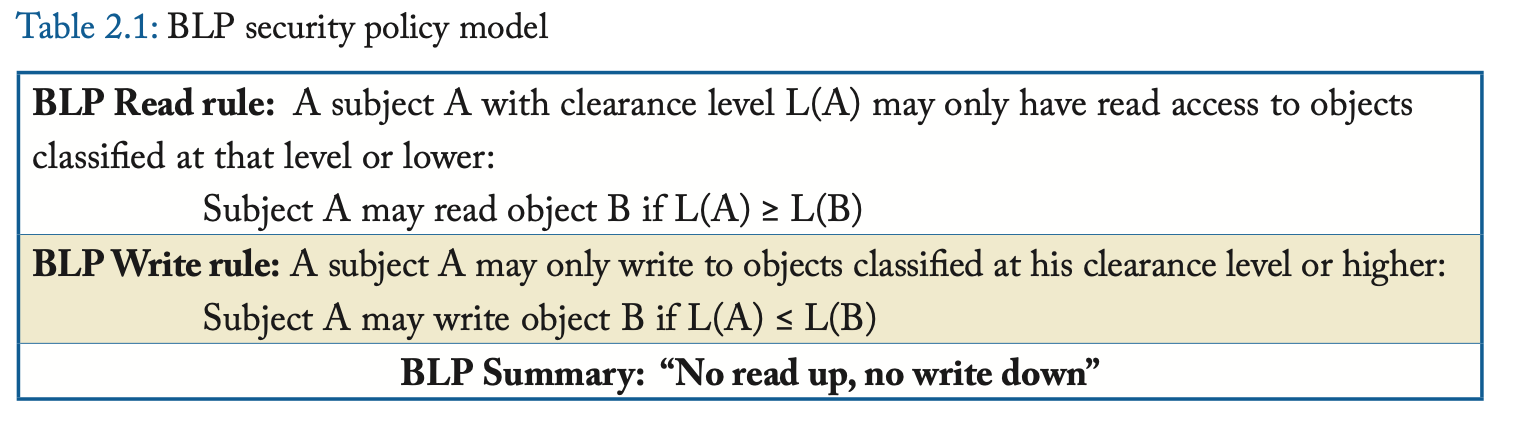 Table 2.1: BLP security policy model
BLP Read rule: A subject A with clearance level L(A) may only have read access to objects
classified at that level or lower:
Subject A may read object B if L(A) ≥ L(B)
BLP Write rule: A subject A may only write to objects classified at his clearance level or higher:
Subject A may write object B if L(A) ≤ L(B)
BLP Summary: “No read up, no write down”